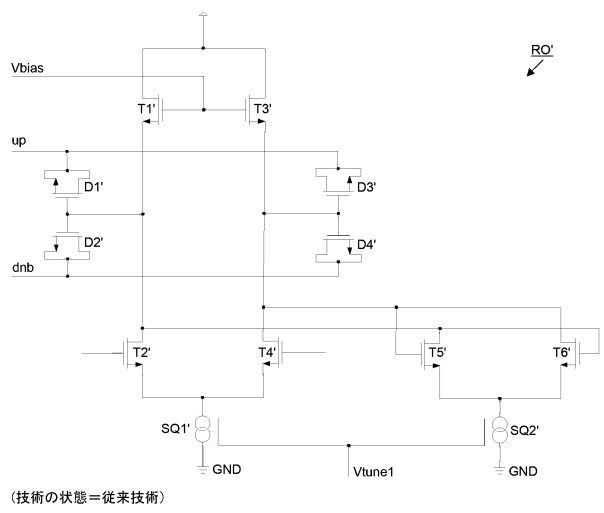 RO'
Vbias
T1'
T3'
up
D1'
D3'
D2'
D4'
dnb
T2'
T4'
T5'
T6'
SQ1'
SQ2'
GND
GND
Vtune1
(技術の状態=従来技術)